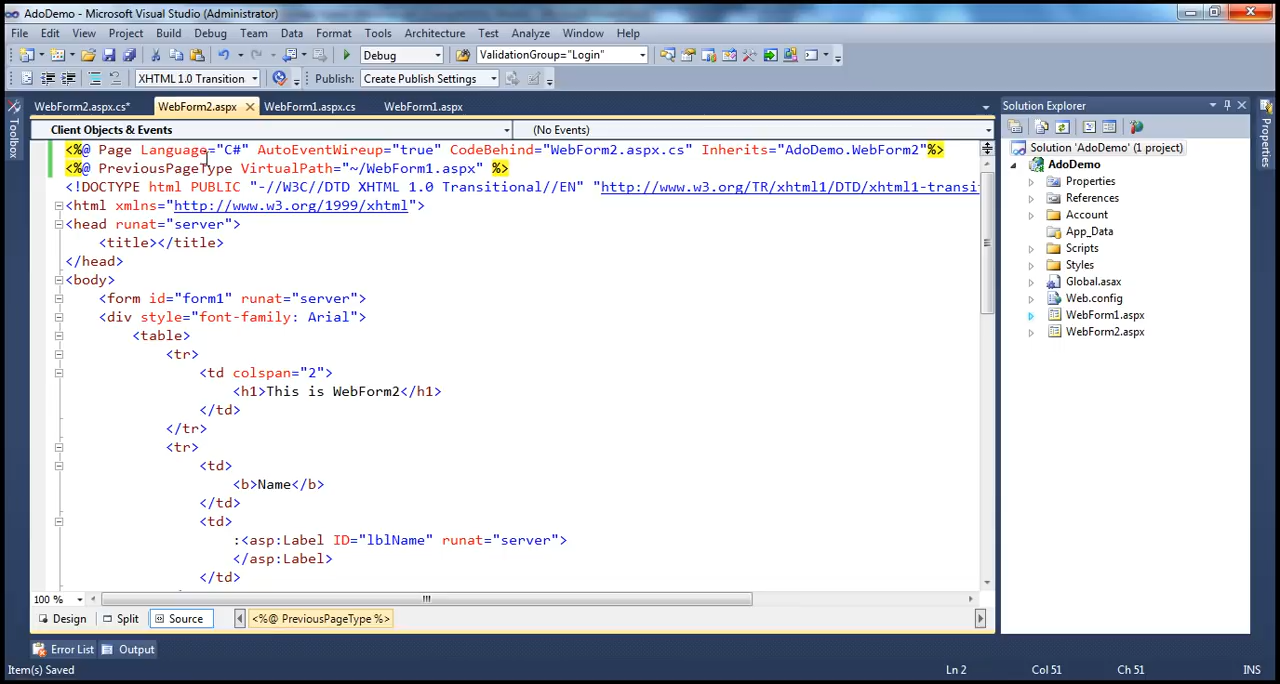 AdoDemo - Microsoft Visual Studio (Administrator)
File Edit View Project Build Debug Team Data Format Tools Architecture Test Analyze Window Help
Debug ValidationGroup="Login"
XHTML 1.0 Transition Publish: Create Publish Settings
WebForm2.aspx.cs* WebForm2.aspx WebForm1.aspx.cs WebForm1.aspx
Toolbox
Client Objects & Events (No Events)
<%@ Page Language="C#" AutoEventWireup="true" CodeBehind="WebForm2.aspx.cs" Inherits="AdoDemo.WebForm2"%>
<%@ PreviousPageType VirtualPath="~/WebForm1.aspx" %>
<!DOCTYPE html PUBLIC "-//W3C//DTD XHTML 1.0 Transitional//EN" "http://www.w3.org/TR/xhtml1/DTD/xhtml1-transi
<html xmlns="http://www.w3.org/1999/xhtml">
<head runat="server">
<title></title>
</head>
<body>
<form id="form1" runat="server">
<div style="font-family: Arial">
<table>
<tr>
<td colspan="2">
<h1>This is WebForm2</h1>
</td>
</tr>
<tr>
<td>
<b>Name</b>
</td>
<td>
:<asp:Label ID="lblName" runat="server">
</asp:Label>
</td>
100 %
Design Split Source <%@ PreviousPageType %>
Solution Explorer
Solution 'AdoDemo' (1 project)
AdoDemo
Properties
References
Account
App_Data
Scripts
Styles
Global.asax
Web.config
WebForm1.aspx
WebForm2.aspx
Properties
Error List Output
Item(s) Saved Ln 2 Col 51 Ch 51 INS